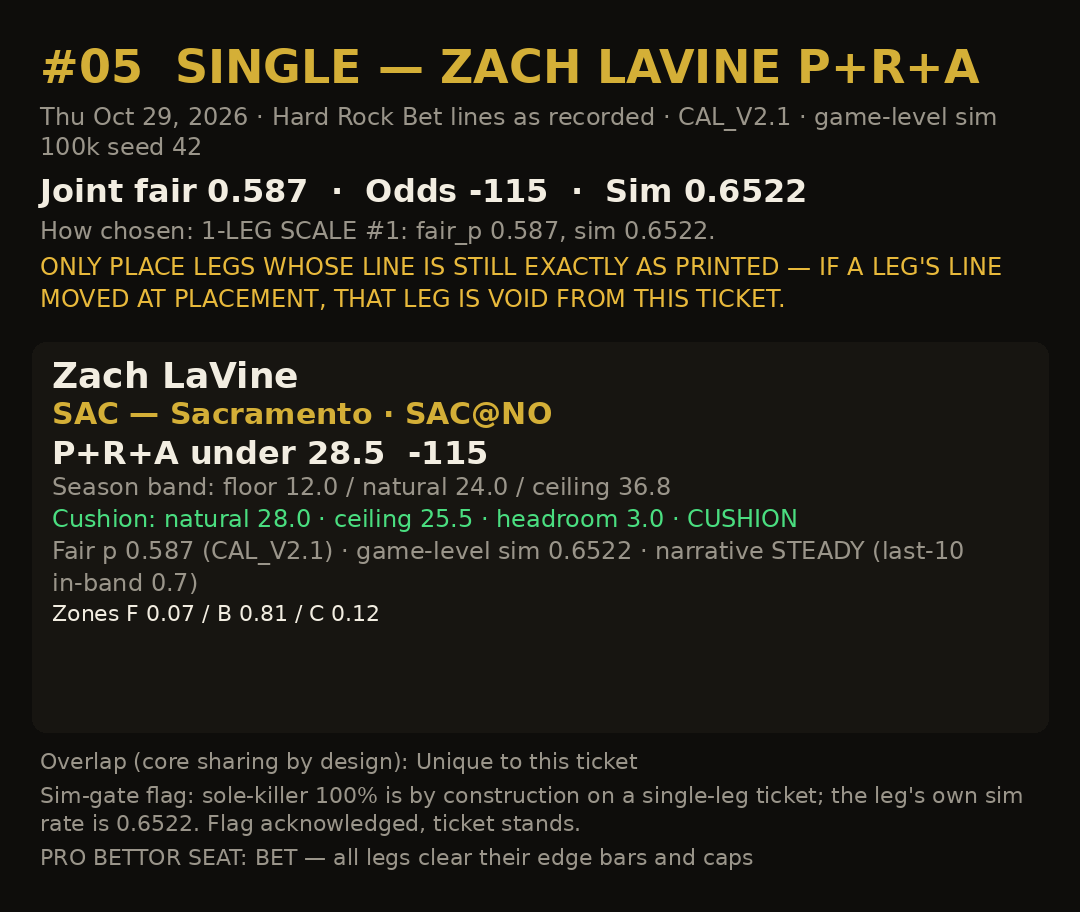 #05 SINGLE — ZACH LAVINE P+R+A
Thu Oct 29, 2026 · Hard Rock Bet lines as recorded · CAL_V2.1 · game-level sim
100k seed 42
Joint fair 0.587 · Odds -115 · Sim 0.6522
How chosen: 1-LEG SCALE #1: fair_p 0.587, sim 0.6522.
ONLY PLACE LEGS WHOSE LINE IS STILL EXACTLY AS PRINTED — IF A LEG'S LINE
MOVED AT PLACEMENT, THAT LEG IS VOID FROM THIS TICKET.
Zach LaVine
SAC — Sacramento · SAC@NO
P+R+A under 28.5 -115
Season band: floor 12.0 / natural 24.0 / ceiling 36.8
Cushion: natural 28.0 · ceiling 25.5 · headroom 3.0 · CUSHION
Fair p 0.587 (CAL_V2.1) · game-level sim 0.6522 · narrative STEADY (last-10
in-band 0.7)
Zones F 0.07 / B 0.81 / C 0.12
Overlap (core sharing by design): Unique to this ticket
Sim-gate flag: sole-killer 100% is by construction on a single-leg ticket; the leg's own sim
rate is 0.6522. Flag acknowledged, ticket stands.
PRO BETTOR SEAT: BET — all legs clear their edge bars and caps